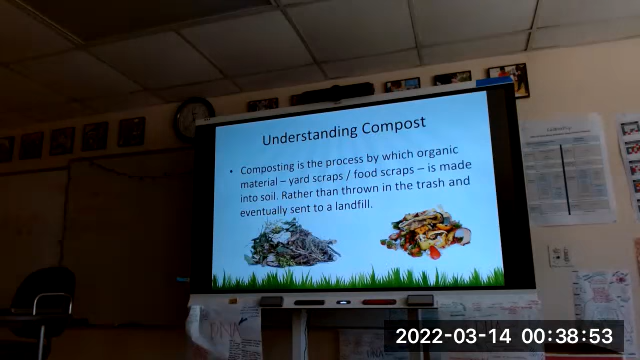 Understanding Compost
• Composting is the process by which organic
material – yard scraps / food scraps – is made
into soil. Rather than thrown in the trash and
eventually sent to a landfill.
DNA
2022-03-14 00:38:53